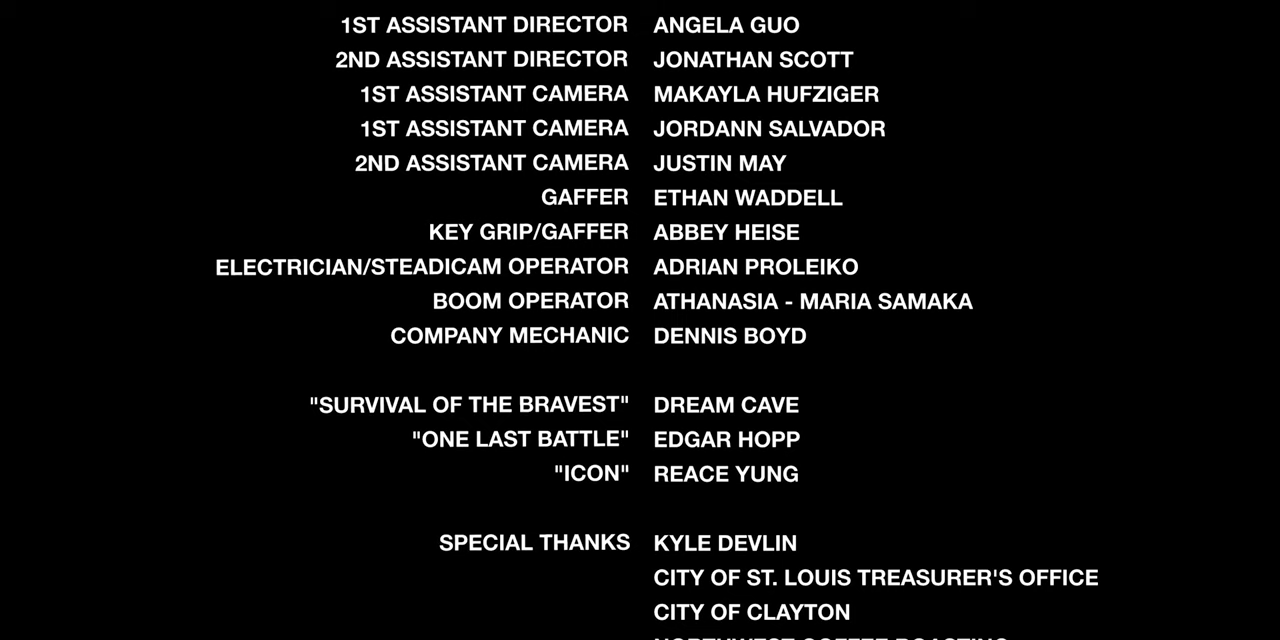 1ST ASSISTANT DIRECTOR ANGELA GUO
2ND ASSISTANT DIRECTOR JONATHAN SCOTT
1ST ASSISTANT CAMERA MAKAYLA HUFZIGER
1ST ASSISTANT CAMERA JORDANN SALVADOR
2ND ASSISTANT CAMERA JUSTIN MAY
GAFFER ETHAN WADDELL
KEY GRIP/GAFFER ABBEY HEISE
ELECTRICIAN/STEADICAM OPERATOR ADRIAN PROLEIKO
BOOM OPERATOR ATHANASIA - MARIA SAMAKA
COMPANY MECHANIC DENNIS BOYD
"SURVIVAL OF THE BRAVEST" DREAM CAVE
"ONE LAST BATTLE" EDGAR HOPP
"ICON" REACE YUNG
SPECIAL THANKS KYLE DEVLIN
CITY OF ST. LOUIS TREASURER'S OFFICE
CITY OF CLAYTON